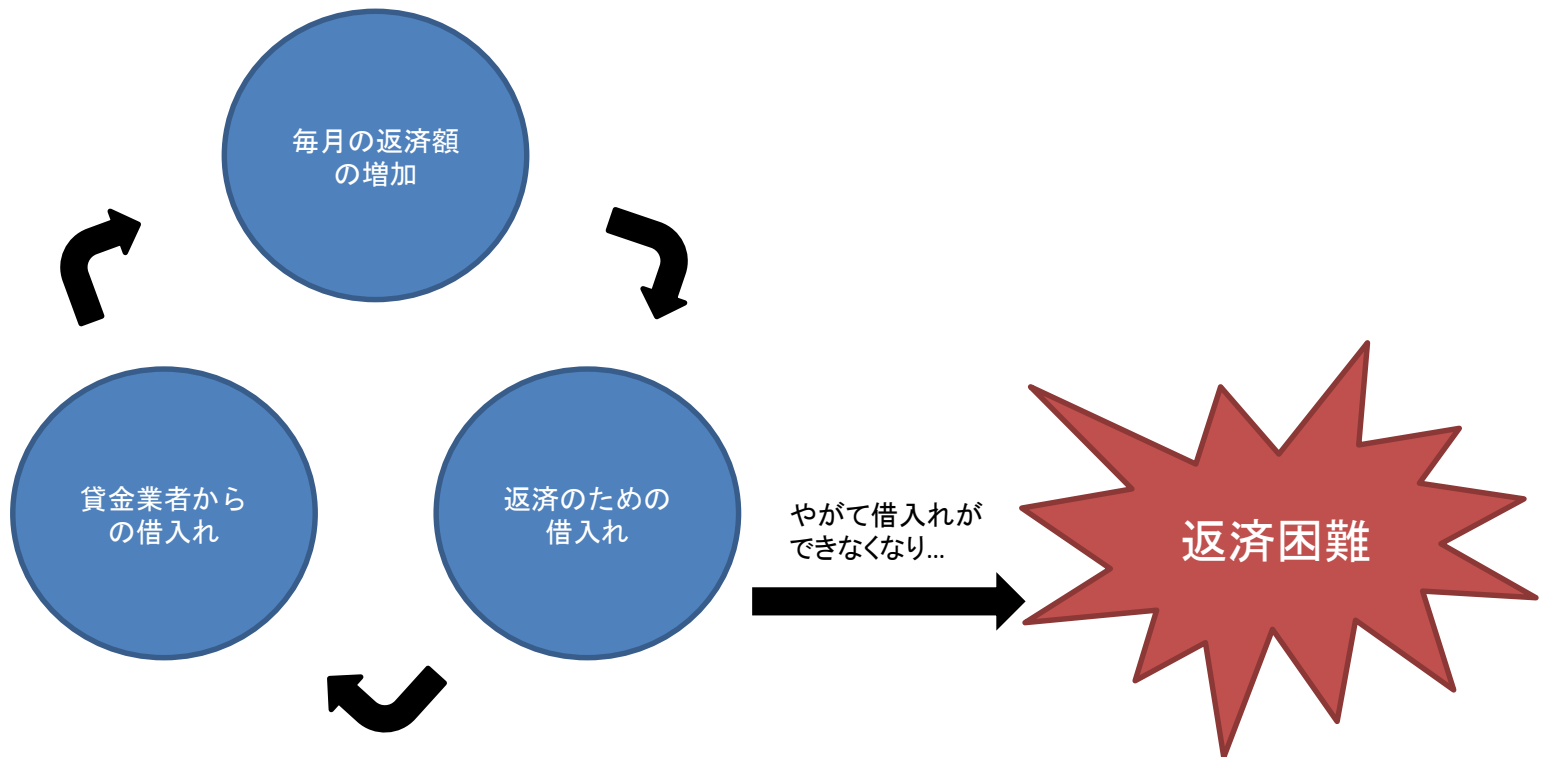 毎月の返済額
の増加
貸金業者から
の借入れ
返済のための
借入れ
やがて借入れが
できなくなり…
返済困難